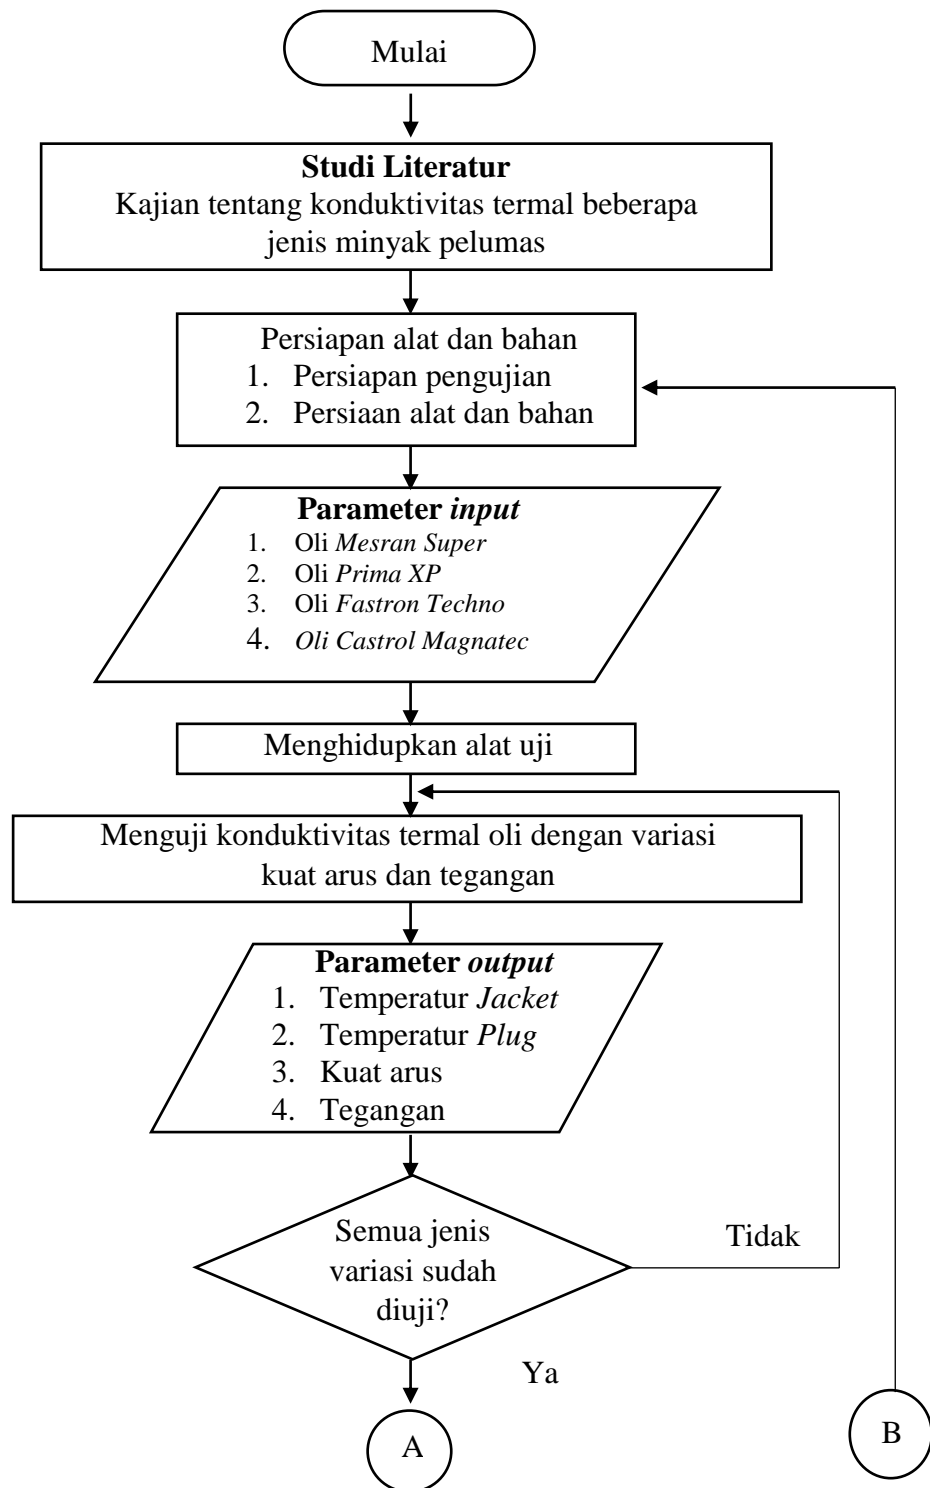 Mulai
Studi Literatur
Kajian tentang konduktivitas termal beberapa
jenis minyak pelumas
Persiapan alat dan bahan
1. Persiapan pengujian
2. Persiaan alat dan bahan
Parameter input
1. Oli Mesran Super
2. Oli Prima XP
3. Oli Fastron Techno
4. Oli Castrol Magnatec
Menghidupkan alat uji
Menguji konduktivitas termal oli dengan variasi
kuat arus dan tegangan
Parameter output
1. Temperatur Jacket
2. Temperatur Plug
3. Kuat arus
4. Tegangan
Semua jenis
variasi sudah
diuji?
Tidak
Ya
A
B